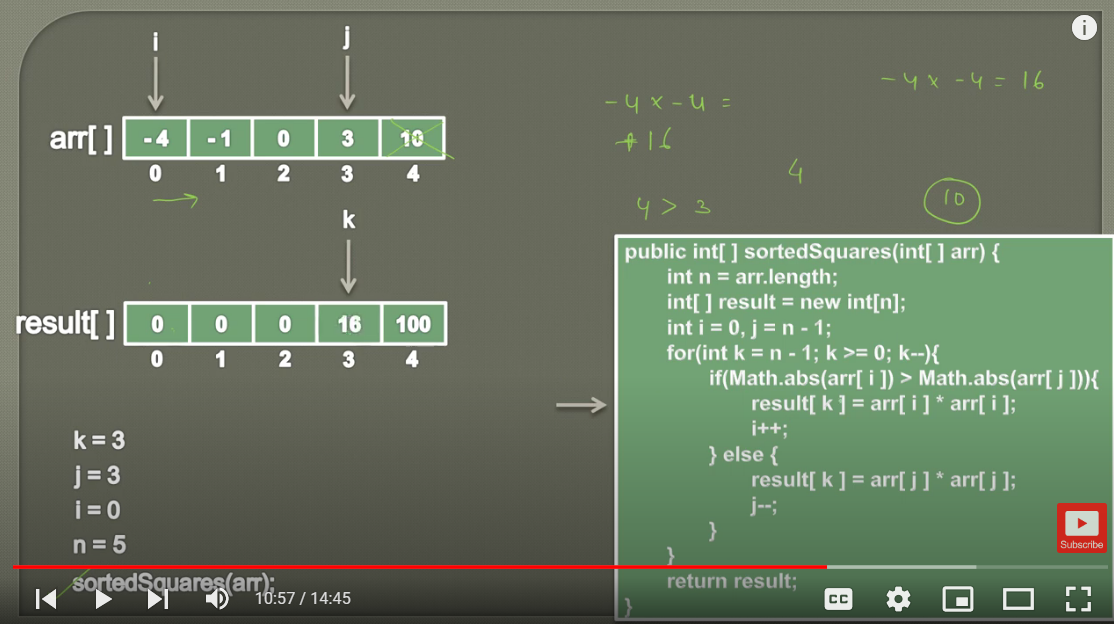 i
j
arr[ ]
-4 -1 0 3 10
0 1 2 3 4
k
result[ ]
0 0 0 16 100
0 1 2 3 4
k = 3
j = 3
i = 0
n = 5
sortedSquares(arr);
-4 x -4 =
+16
4 > 3
4
-4 x -4 = 16
10
i
public int[ ] sortedSquares(int[ ] arr) {
int n = arr.length;
int[ ] result = new int[n];
int i = 0, j = n - 1;
for(int k = n - 1; k >= 0; k--){
if(Math.abs(arr[ i ]) > Math.abs(arr[ j ])){
result[ k ] = arr[ i ] * arr[ i ];
i++;
} else {
result[ k ] = arr[ j ] * arr[ j ];
j--;
}
}
return result;
}
Subscribe
10:57 / 14:45
CC